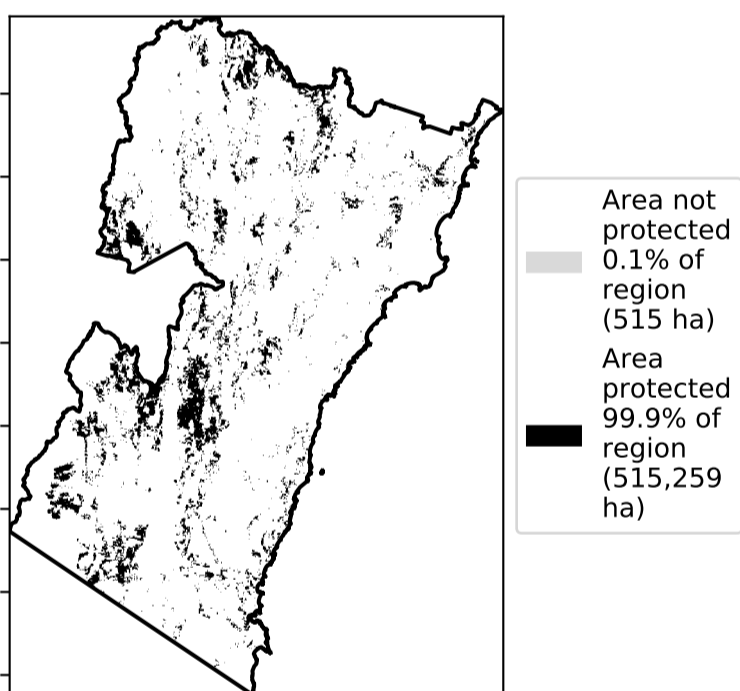 Area not
protected
0.1% of
region
(515 ha)
Area
protected
99.9% of
region
(515,259
ha)